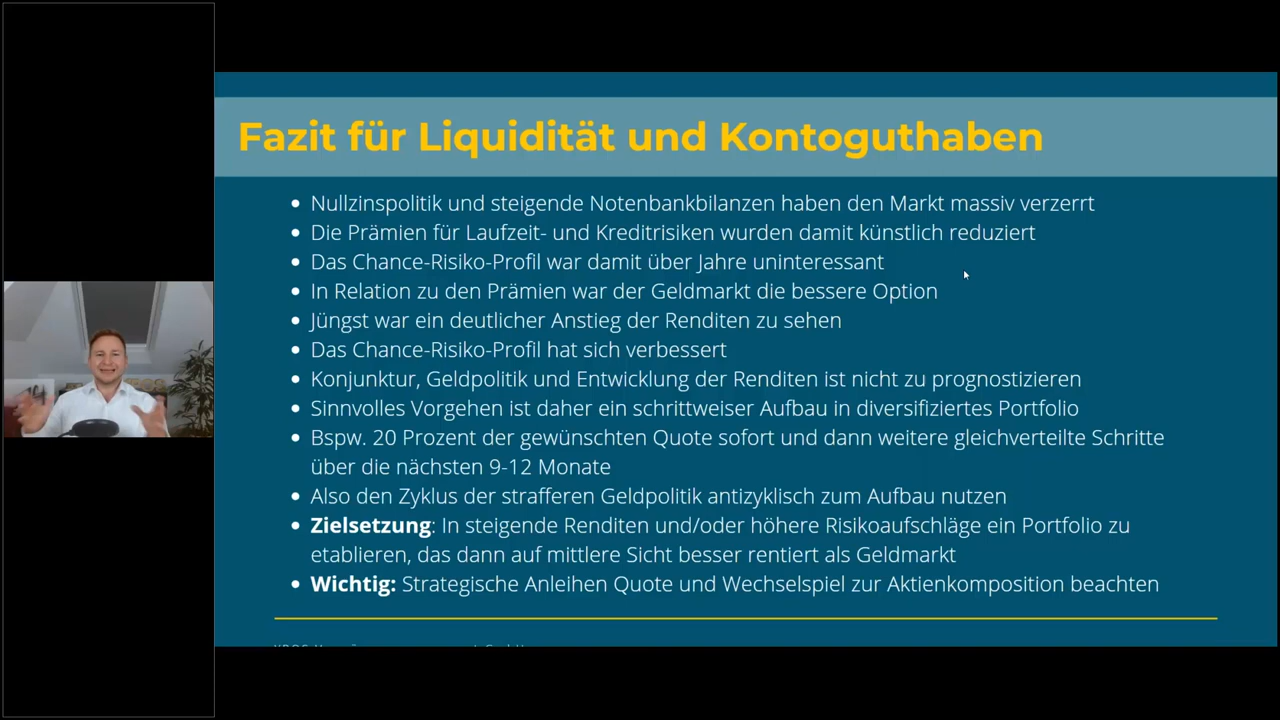 Fazit für Liquidität und Kontoguthaben
Nullzinspolitik und steigende Notenbankbilanzen haben den Markt massiv verzerrt
Die Prämien für Laufzeit- und Kreditrisiken wurden damit künstlich reduziert
Das Chance-Risiko-Profil war damit über Jahre uninteressant
In Relation zu den Prämien war der Geldmarkt die bessere Option
Jüngst war ein deutlicher Anstieg der Renditen zu sehen
Das Chance-Risiko-Profil hat sich verbessert
Konjunktur, Geldpolitik und Entwicklung der Renditen ist nicht zu prognostizieren
Sinnvolles Vorgehen ist daher ein schrittweiser Aufbau in diversifiziertes Portfolio
Bspw. 20 Prozent der gewünschten Quote sofort und dann weitere gleichverteilte Schritte
über die nächsten 9-12 Monate
Also den Zyklus der strafferen Geldpolitik antizyklisch zum Aufbau nutzen
Zielsetzung: In steigende Renditen und/oder höhere Risikoaufschläge ein Portfolio zu
etablieren, das dann auf mittlere Sicht besser rentiert als Geldmarkt
Wichtig: Strategische Anleihen Quote und Wechselspiel zur Aktienkomposition beachten